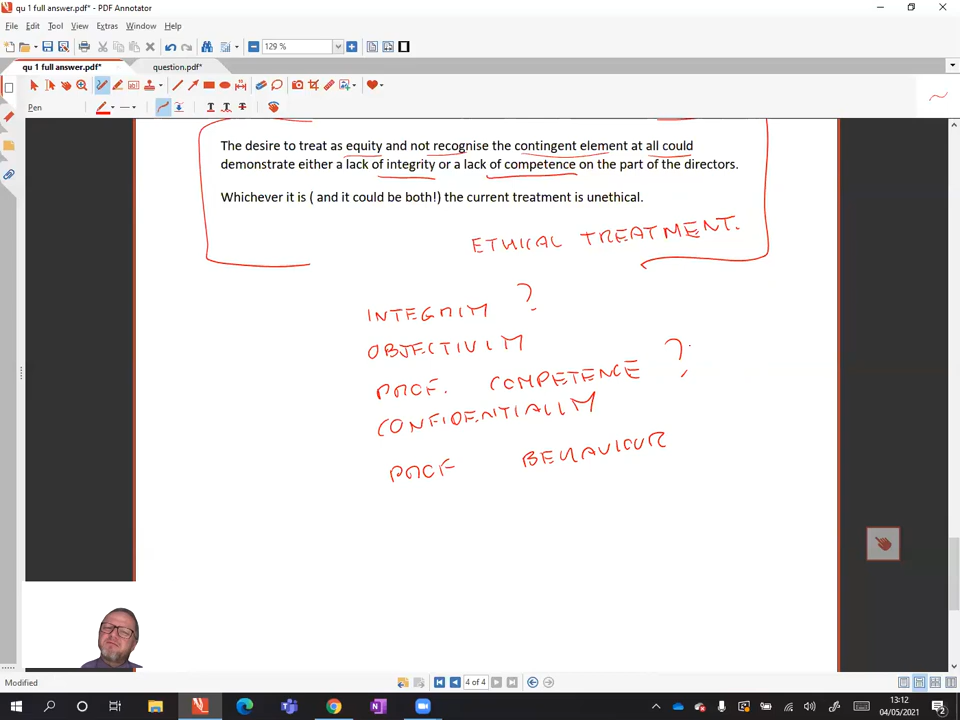 qu 1 full answer.pdf* - PDF Annotator
File Edit Tool View Extras Window Help
129 %
qu 1 full answer.pdf* question.pdf*
Pen
The desire to treat as equity and not recognise the contingent element at all could
demonstrate either a lack of integrity or a lack of competence on the part of the directors.
Whichever it is ( and it could be both!) the current treatment is unethical.
ETHICAL TREATMENT.
INTEGRITY ?
OBJECTIVITY
PROF. COMPETENCE ?
CONFIDENTIALITY
PROF BEHAVIOUR
Modified
4 of 4
13:12
04/05/2021
2